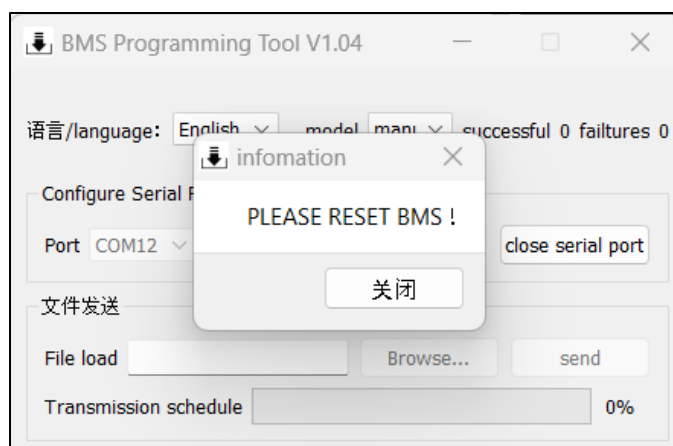 BMS Programming Tool V1.04
语言/language: English model successful 0 failtures 0
infomation
Configure Serial
PLEASE RESET BMS !
Port COM12 close serial port
关闭
文件发送
File load Browse... send
Transmission schedule 0%